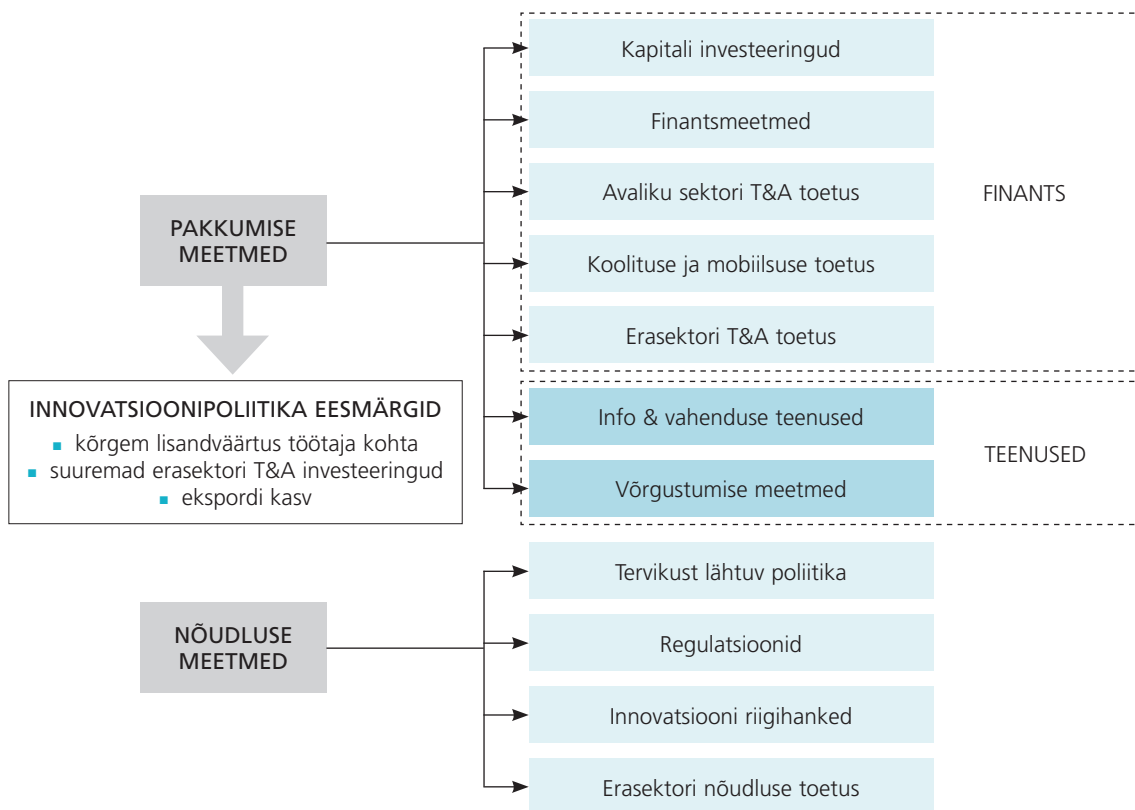 Kapitali investeeringud
Finantsmeetmed
Avaliku sektori T&A toetus
FINANTS
PAKKUMISE
MEETMED
Koolituse ja mobiilsuse toetus
Erasektori T&A toetus
INNOVATSIOONIPOLIITIKA EESMÄRGID
▪ kõrgem lisandväärtus töötaja kohta
▪ suuremad erasektori T&A investeeringud
▪ ekspordi kasv
Info & vahenduse teenused
TEENUSED
Võrgustumise meetmed
Tervikust lähtuv poliitika
NÕUDLUSE
MEETMED
Regulatsioonid
Innovatsiooni riigihanked
Erasektori nõudluse toetus